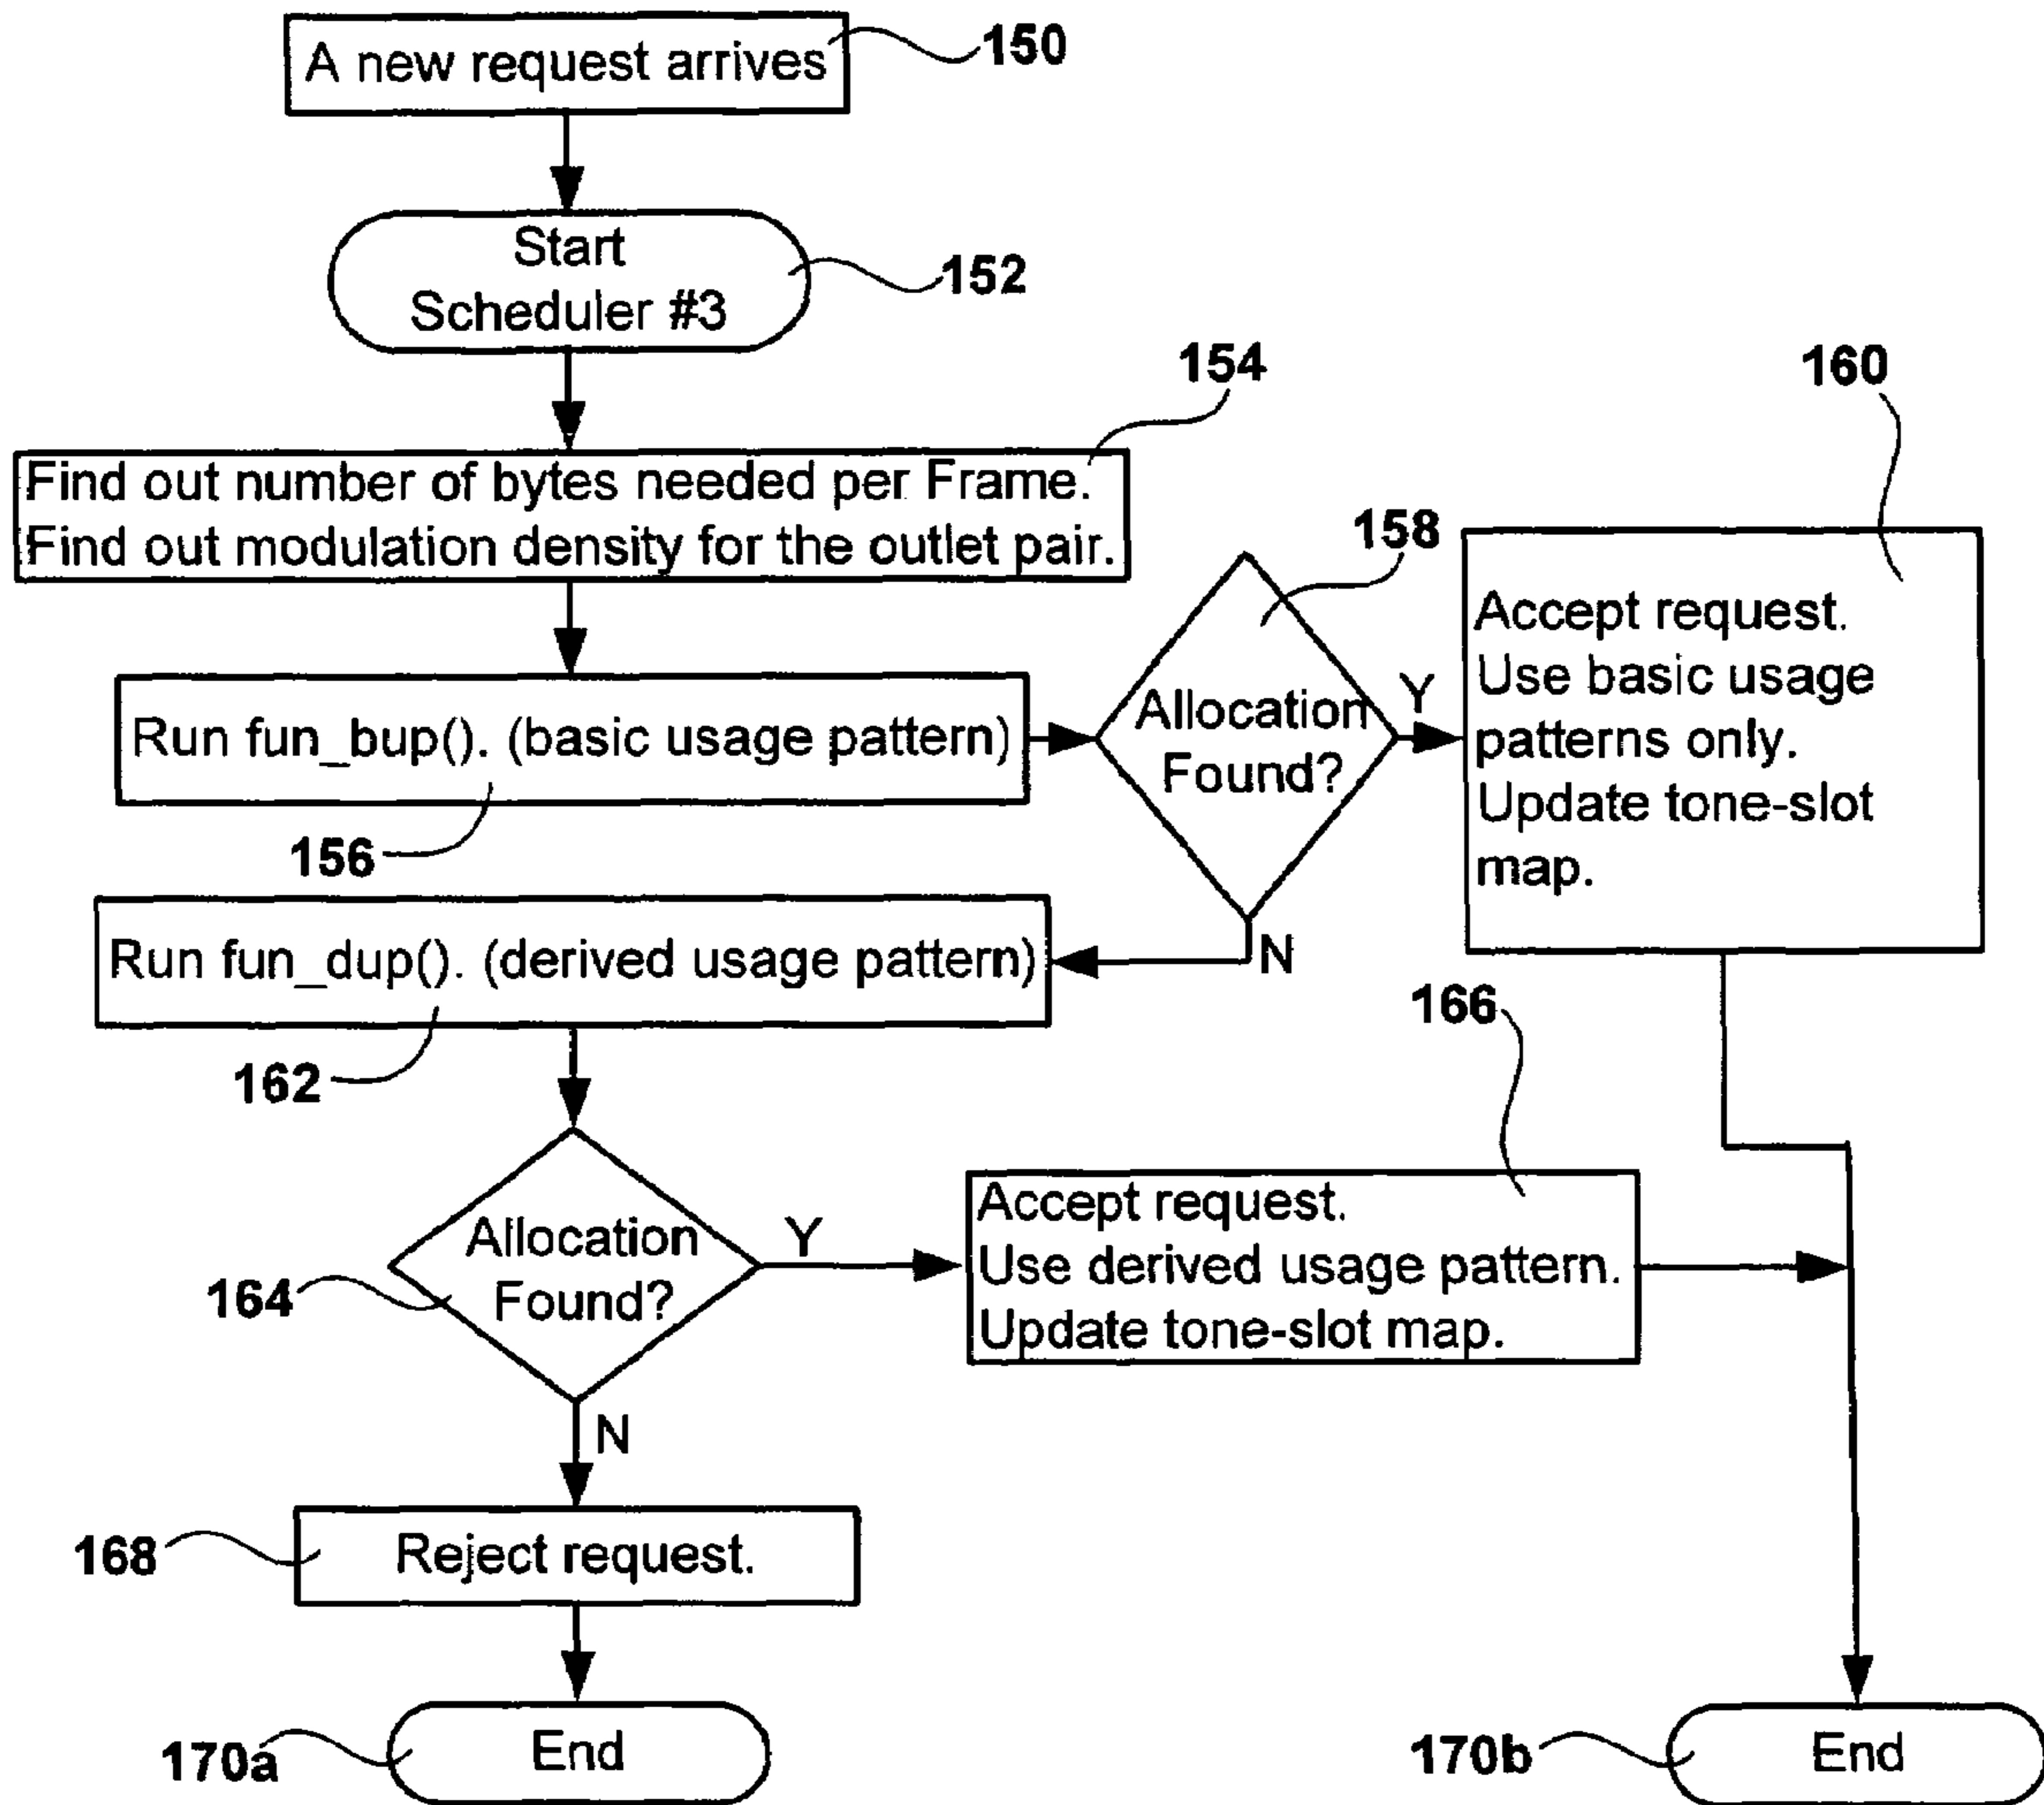 A new request arrives
150
Start
Scheduler #3
152
154
Find out number of bytes needed per Frame.
Find out modulation density for the outlet pair.
Run fun_bup(). (basic usage pattern)
156
158
Allocation
Found?
Y
N
160
Accept request.
Use basic usage
patterns only.
Update tone-slot
map.
Run fun_dup(). (derived usage pattern)
162
Allocation
Found?
164
Y
N
166
Accept request.
Use derived usage pattern.
Update tone-slot map.
168
Reject request.
170a
End
170b
End